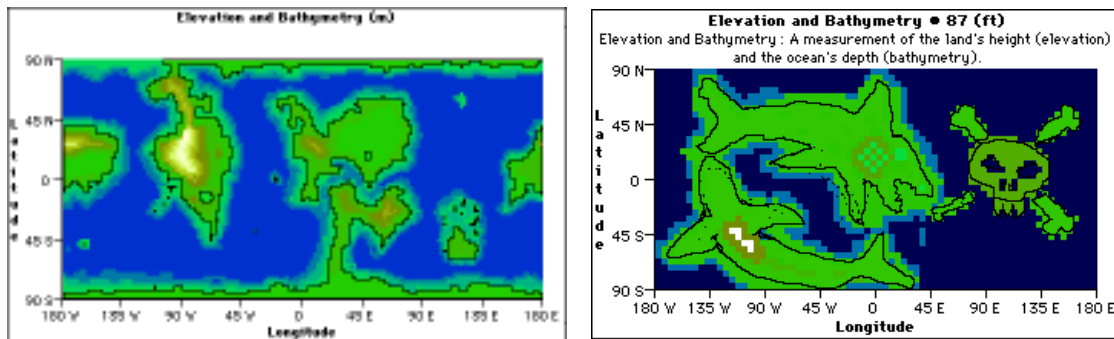 Elevation and Bathymetry (m)
90 N
45 N
0
45 S
90 S
Latitude
180 W 135 W 90 W 45 W 0 45 E 90 E 135 E 180 E
Longitude
Elevation and Bathymetry ● 87 (ft)
Elevation and Bathymetry : A measurement of the land's height (elevation)
and the ocean's depth (bathymetry).
90 N
45 N
0
45 S
90 S
Latitude
180 W 135 W 90 W 45 W 0 45 E 90 E 135 E 180 E
Longitude